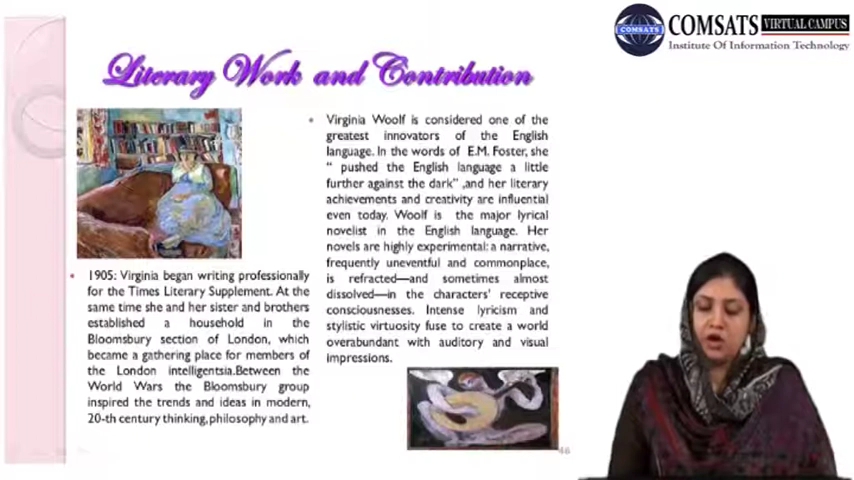 COMSATS VIRTUAL CAMPUS
Institute Of Information Technology
Literary Work and Contribution
1905: Virginia began writing professionally
for the Times Literary Supplement. At the
same time she and her sister and brothers
established a household in the
Bloomsbury section of London, which
became a gathering place for members of
the London intelligentsia.Between the
World Wars the Bloomsbury group
inspired the trends and ideas in modern,
20-th century thinking, philosophy and art.
Virginia Woolf is considered one of the
greatest innovators of the English
language. In the words of E.M. Foster, she
“ pushed the English language a little
further against the dark” ,and her literary
achievements and creativity are influential
even today. Woolf is the major lyrical
novelist in the English language. Her
novels are highly experimental: a narrative,
frequently uneventful and commonplace,
is refracted—and sometimes almost
dissolved—in the characters' receptive
consciousnesses. Intense lyricism and
stylistic virtuosity fuse to create a world
overabundant with auditory and visual
impressions.
46